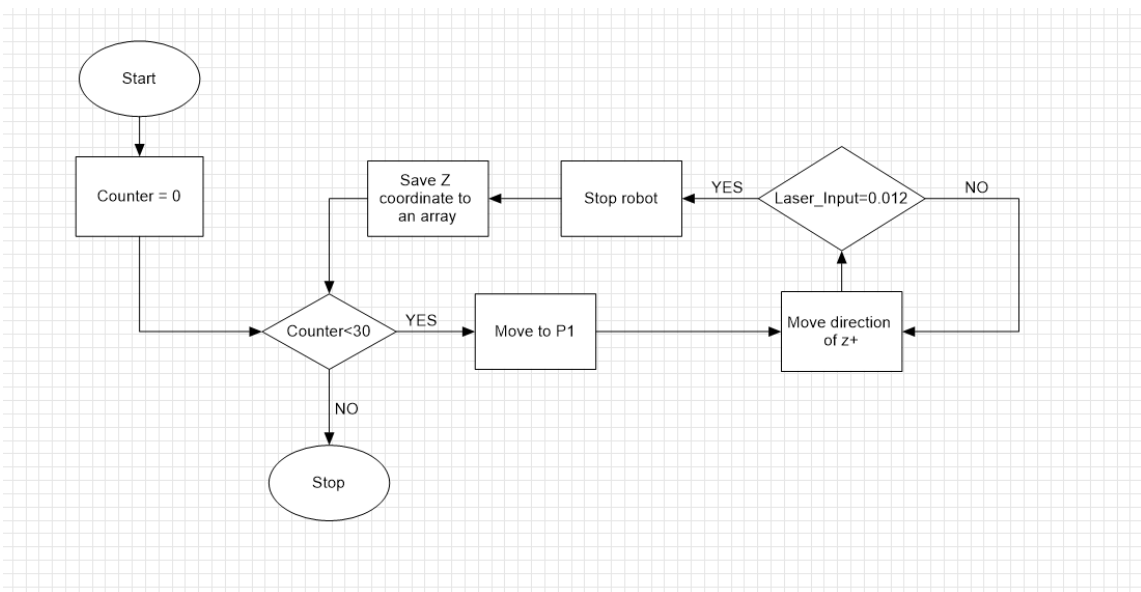 Start
Counter = 0
Save Z
coordinate to
an array
Stop robot
YES
Laser_Input=0.012
NO
Counter<30
YES
Move to P1
Move direction
of z+
NO
Stop